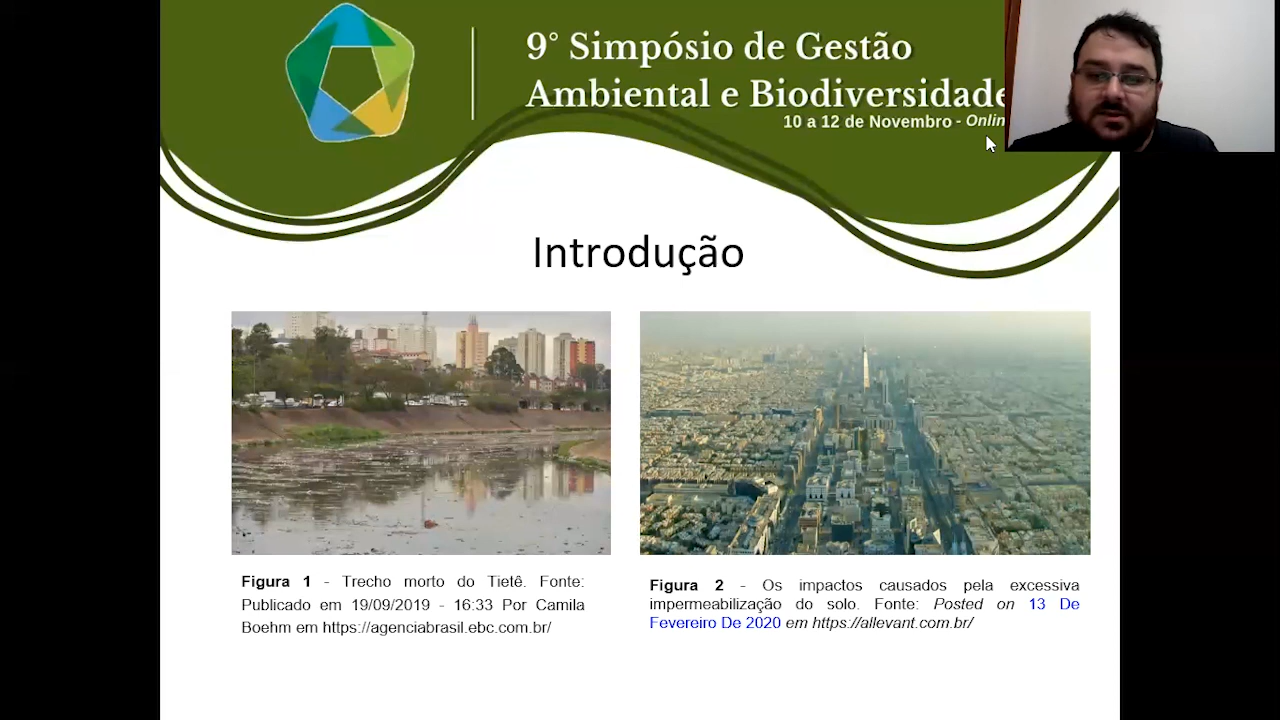 9° Simpósio de Gestão
Ambiental e Biodiversidade
10 a 12 de Novembro - Onlin
Introdução
Figura 1 - Trecho morto do Tietê. Fonte:
Publicado em 19/09/2019 - 16:33 Por Camila
Boehm em https://agenciabrasil.ebc.com.br/
Figura 2 - Os impactos causados pela excessiva
impermeabilização do solo. Fonte: Posted on 13 De
Fevereiro De 2020 em https://allevant.com.br/